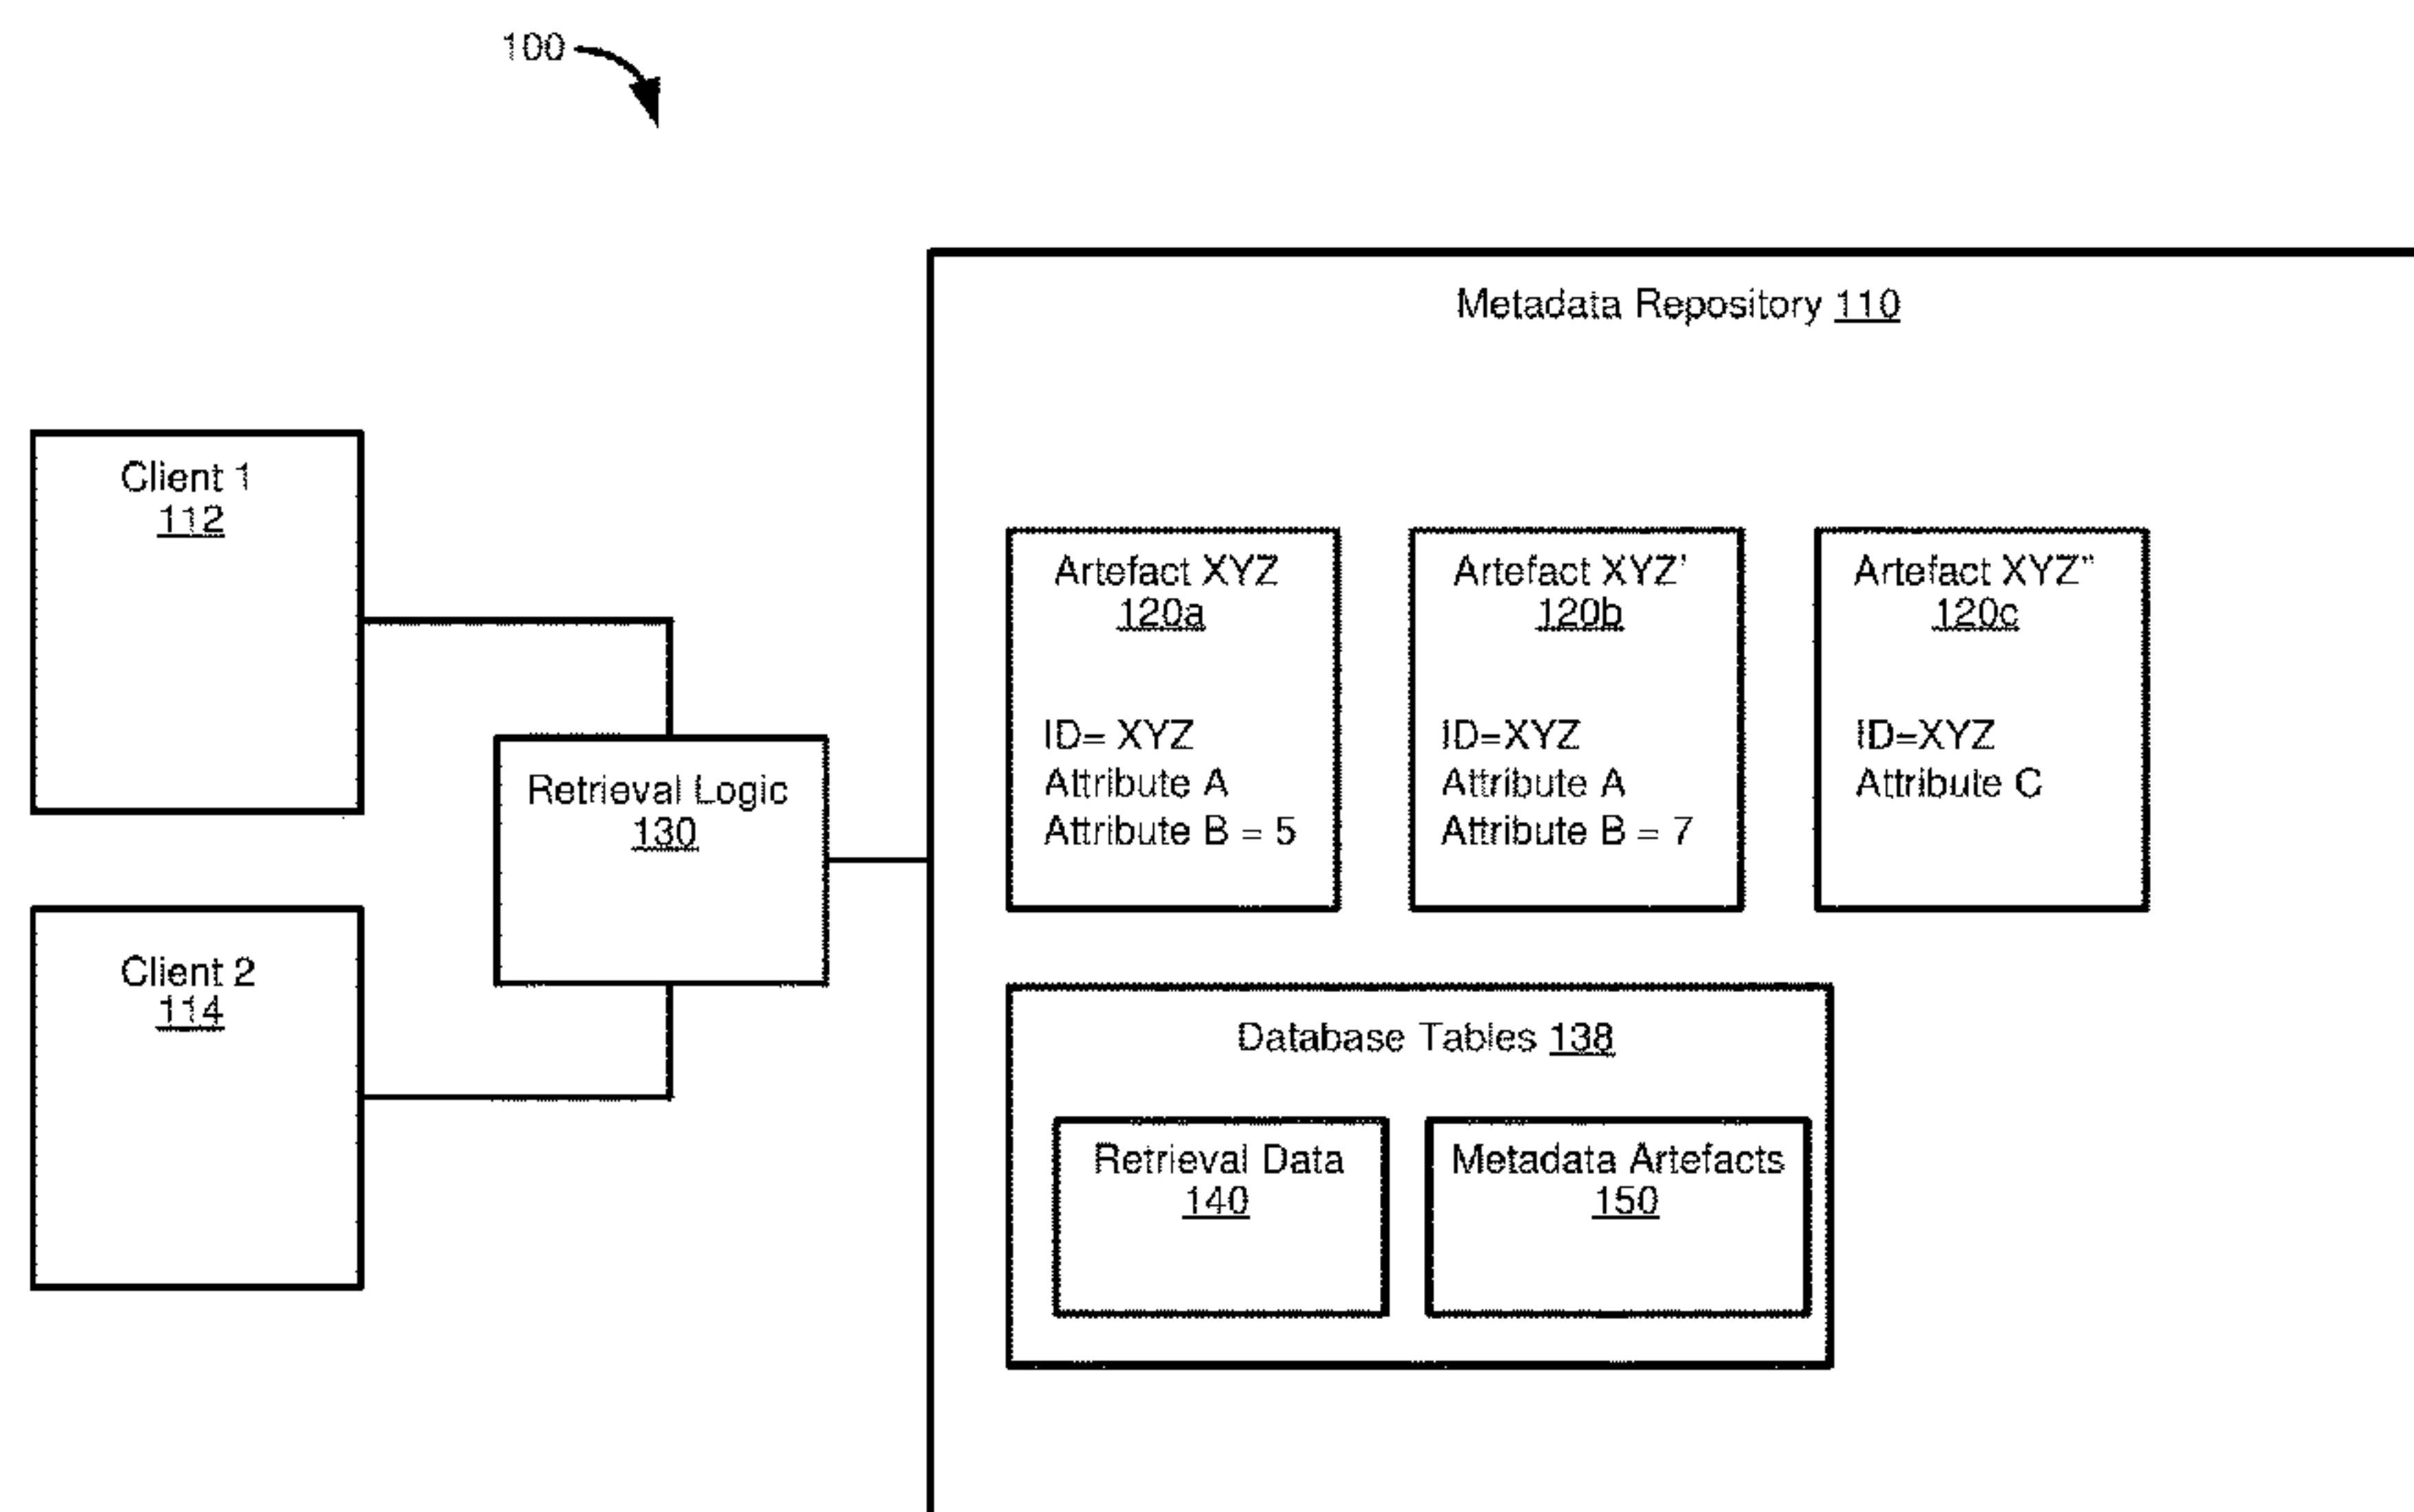 100
Metadata Repository 110
Client 1
112
Artefact XYZ
120a
ID= XYZ
Attribute A
Attribute B = 5
Artefact XYZ'
120b
ID=XYZ
Attribute A
Attribute B = 7
Artefact XYZ"
120c
ID=XYZ
Attribute C
Retrieval Logic
130
Client 2
114
Database Tables 138
Retrieval Data
140
Metadata Artefacts
150